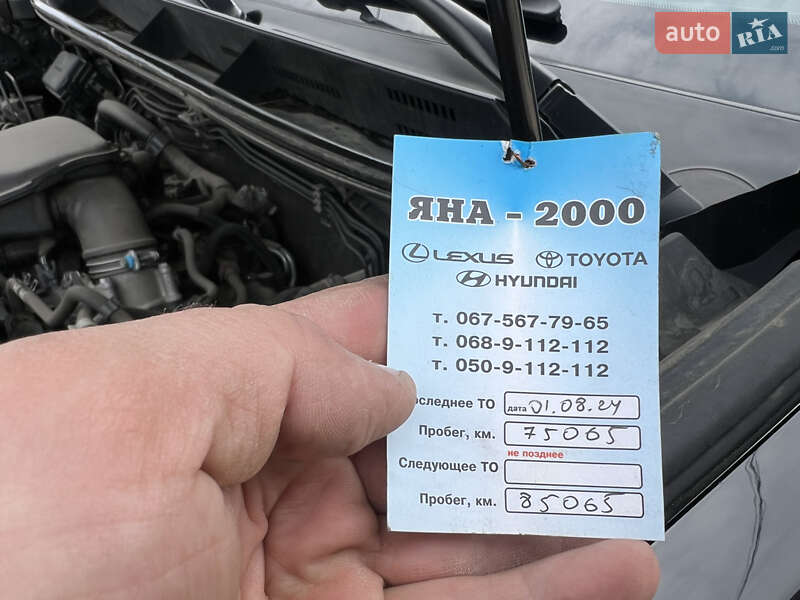 auto RIA.com
ЯНА - 2000
LEXUS TOYOTA
HYUNDAI
т. 067-567-79-65
т. 068-9-112-112
т. 050-9-112-112
оследнее ТО дата 01.08.24
Пробег, км. 75065
не позднее
Следующее ТО
Пробег, км. 85065